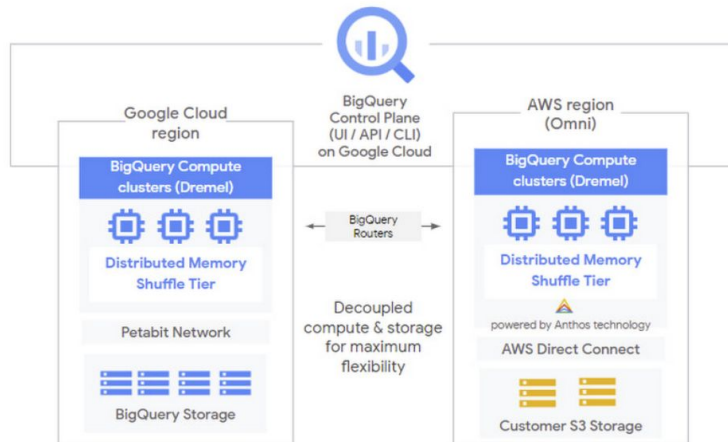 BigQuery
Control Plane
(UI / API / CLI)
on Google Cloud
Google Cloud
region
BigQuery Compute
clusters (Dremel)
Distributed Memory
Shuffle Tier
Petabit Network
BigQuery Storage
BigQuery
Routers
Decoupled
compute & storage
for maximum
flexibility
AWS region
(Omni)
BigQuery Compute
clusters (Dremel)
Distributed Memory
Shuffle Tier
powered by Anthos technology
AWS Direct Connect
Customer S3 Storage